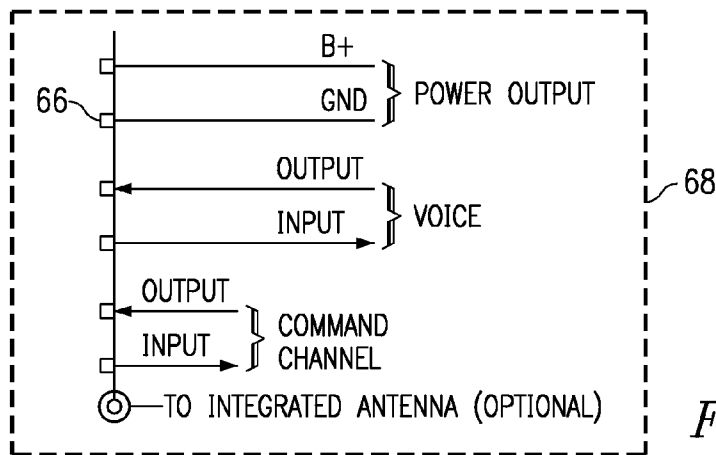 B+
66
GND
POWER OUTPUT
OUTPUT
68
VOICE
INPUT
OUTPUT
COMMAND
CHANNEL
INPUT
TO INTEGRATED ANTENNA (OPTIONAL)
F